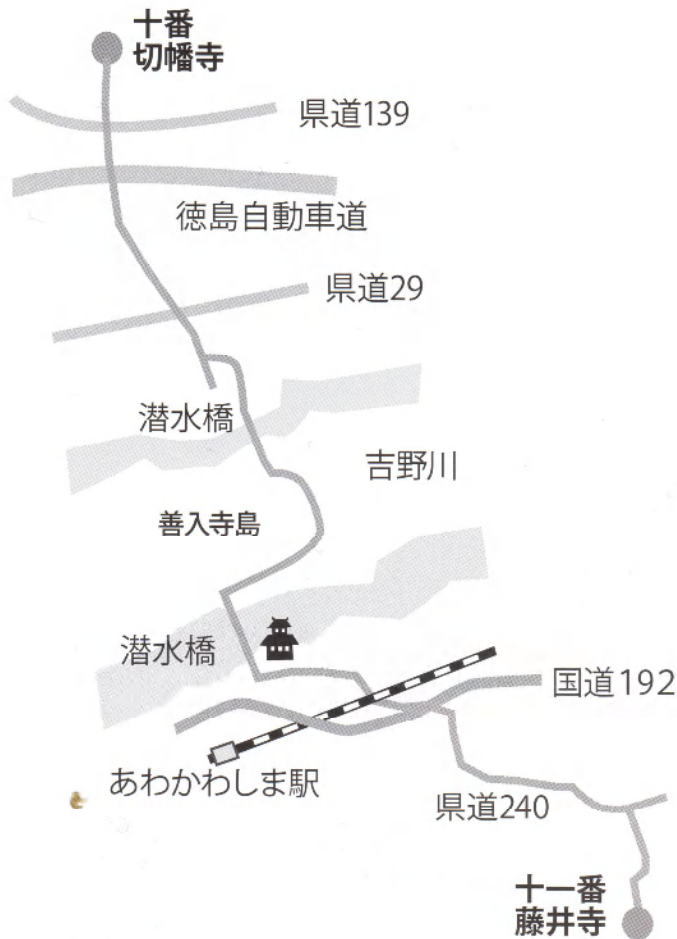 十番
切幡寺
県道139
徳島自動車道
県道29
潜水橋
吉野川
善入寺島
潜水橋
国道192
あわかわしま駅
県道240
十一番
藤井寺